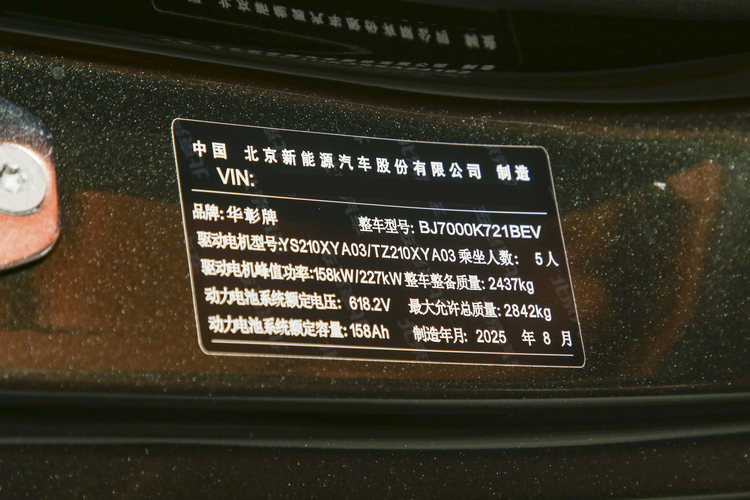 中国 北京新能源汽车股份有限公司 制造
VIN:
品牌: 华彰牌 整车型号: BJ7000K721BEV
驱动电机型号:YS210XYA03/TZ210XYA03 乘坐人数: 5人
驱动电机峰值功率:158kW/227kW 整车整备质量: 2437kg
动力电池系统额定电压: 618.2V 最大允许总质量: 2842kg
动力电池系统额定容量: 158Ah 制造年月: 2025 年 8 月